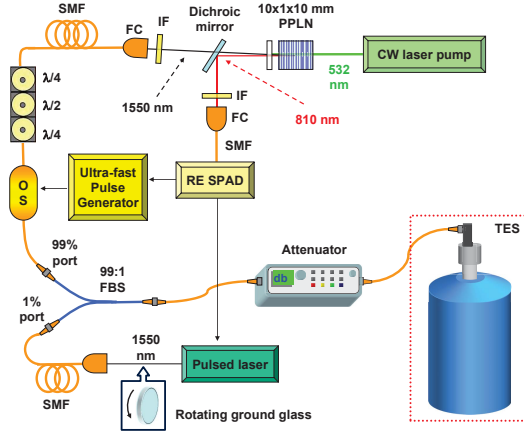 SMF
FC
IF
Dichroic
mirror
10x1x10 mm
PPLN
CW laser pump
532
nm
1550 nm
810 nm
λ/4
λ/2
λ/4
IF
FC
SMF
O
S
Ultra-fast
Pulse
Generator
RE SPAD
99%
port
99:1
FBS
1%
port
Attenuator
db
TES
1550
nm
Pulsed laser
SMF
Rotating ground glass